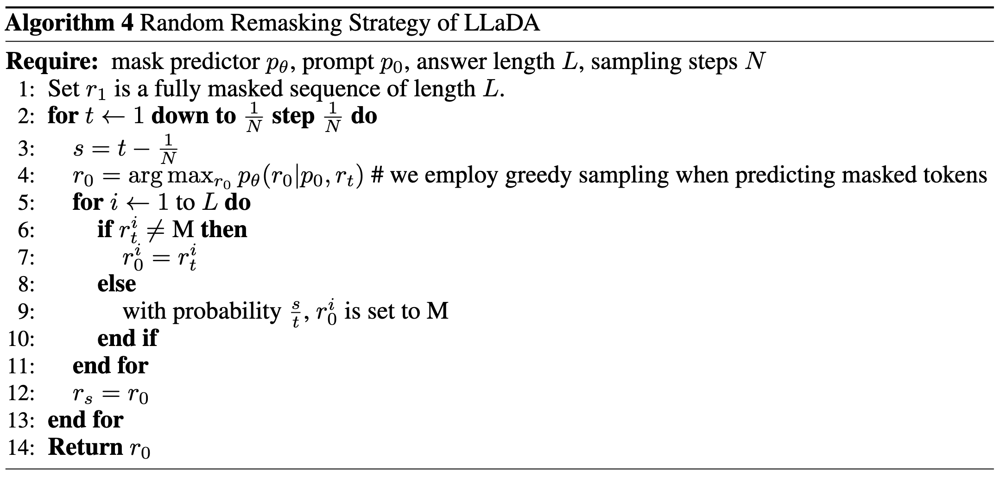 Algorithm 4 Random Remasking Strategy of LLaDA
Require: mask predictor $p_\theta$, prompt $p_0$, answer length $L$, sampling steps $N$
1: Set $r_1$ is a fully masked sequence of length $L$.
2: for $t \leftarrow 1$ down to $\frac{1}{N}$ step $\frac{1}{N}$ do
3: $s = t - \frac{1}{N}$
4: $r_0 = \arg\max_{r_0} p_\theta(r_0|p_0, r_t)$ # we employ greedy sampling when predicting masked tokens
5: for $i \leftarrow 1$ to $L$ do
6: if $r_t^i \neq$ M then
7: $r_0^i = r_t^i$
8: else
9: with probability $\frac{s}{t}$, $r_0^i$ is set to M
10: end if
11: end for
12: $r_s = r_0$
13: end for
14: Return $r_0$